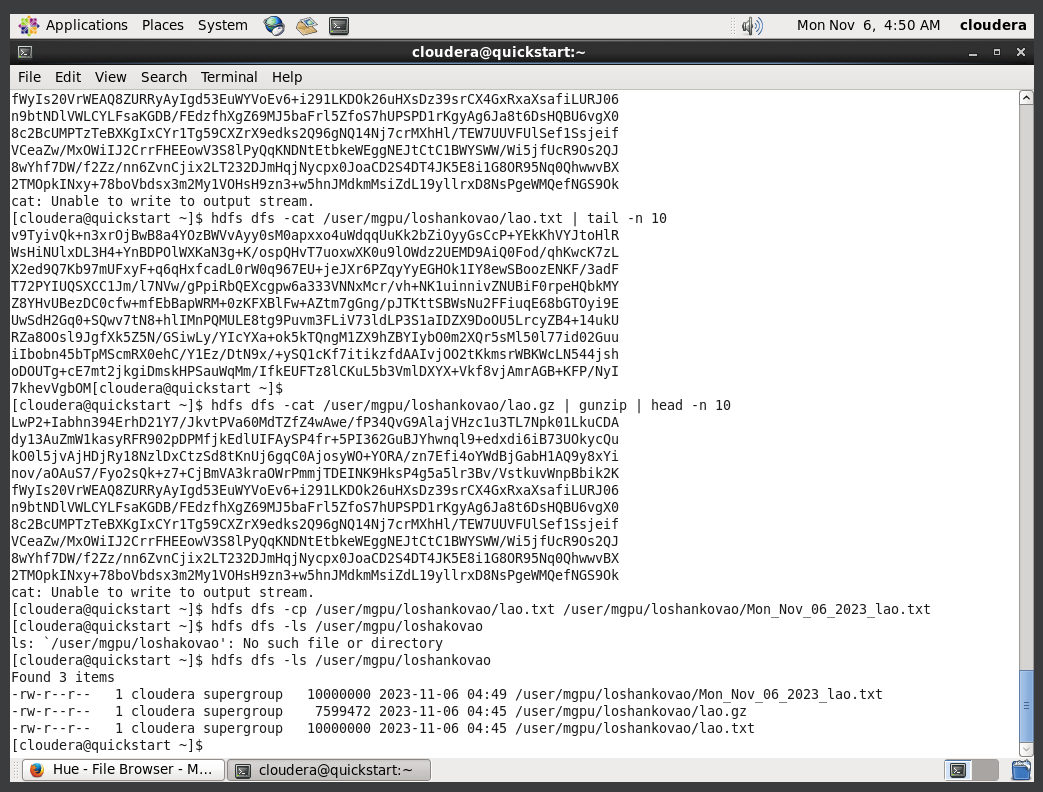 Applications Places System Mon Nov 6, 4:50 AM cloudera
cloudera@quickstart:~
File Edit View Search Terminal Help
fWyIs20VrWEAQ8ZURRyAyIgd53EuWYVoEv6+i291LKDOk26uHXsDz39srCX4GxRxaXsafiLURJ06
n9btNDlVWLCYLFsaKGDB/FEdzfhXgZ69MJ5baFrl5ZfoS7hUPSPD1rKgyAg6Ja8t6DsHQBU6vgX0
8c2BcUMPTzTeBXKgIxCYr1Tg59CXZrX9edks2Q96gNQ14Nj7crMXhHl/TEW7UUVFUlSef1Ssjeif
VCeaZw/MxOWiIJ2CrrFHEEowV3S8lPyQqKNDNtEtbkeWEggNEJtCtC1BWYSWW/Wi5jfUcR9Os2QJ
8wYhf7DW/f2Zz/nn6ZvnCjix2LT232DJmHqjNycpx0JoaCD2S4DT4JK5E8i1G8OR95Nq0QhwwvBX
2TMOpkINxy+78boVbdsx3m2My1VOHsH9zn3+w5hnJMdkmMsiZdL19yllrxD8NsPgeWMQefNGS9Ok
cat: Unable to write to output stream.
[cloudera@quickstart ~]$ hdfs dfs -cat /user/mgpu/loshankovao/lao.txt | tail -n 10
v9TyivQk+n3xrOjBwB8a4YOzBWVvAyy0sM0apxxo4uWdqqUuKk2bZiOyyGsCcP+YEkKhVYJtoHlR
WsHiNUlxDL3H4+YnBDPOlWXKaN3g+K/ospQHvT7uoxwXK0u9lOWdz2UEMD9AiQ0Fod/qhKwcK7zL
X2ed9Q7Kb97mUFxyF+q6qHxfcadL0rW0q967EU+jeJXr6PZqyYyEGHOk1IY8ewSBoozENKF/3adF
T72PYIUQSXCC1Jm/l7NVw/gPpiRbQEXcgpw6a333VNNxMcr/vh+NK1uinnivZNUBiF0rpeHQbkMY
Z8YHvUBezDC0cfw+mfEbBapWRM+0zKFXBlFw+AZtm7gGng/pJTKttSBWsNu2FFiuqE68bGTOyi9E
UwSdH2Gq0+SQwv7tN8+hlIMnPQMULE8tg9Puvm3FLiV73ldLP3S1aIDZX9DoOU5LrcyZB4+14ukU
RZa8OOsl9JgfXk5Z5N/GSiwLy/YIcYXa+ok5kTQngM1ZX9hZBYIybO0m2XQr5sMl50l77id02Guu
iIbobn45bTpMScmRX0ehC/Y1Ez/DtN9x/+ySQ1cKf7itikzfdAAIvjOO2tKkmsrWBKWcLN544jsh
oDOUTg+cE7mt2jkgiDmskHPSauWqMm/IfkEUFTz8lCKuL5b3VmlDXYX+Vkf8vjAmrAGB+KFP/NyI
7khevVgbOM[cloudera@quickstart ~]$
[cloudera@quickstart ~]$ hdfs dfs -cat /user/mgpu/loshankovao/lao.gz | gunzip | head -n 10
LwP2+Iabhn394ErhD21Y7/JkvtPVa60MdTZfZ4wAwe/fP34QvG9AlajVHzc1u3TL7Npk01LkuCDA
dy13AuZmW1kasyRFR902pDPMfjkEdlUIFAySP4fr+5PI362GuBJYhwnql9+edxdi6iB73UOkycQu
kO0l5jvAjHDjRy18NzlDxCtzSd8tKnUj6gqC0AjosyWO+YORA/zn7Efi4oYWdBjGabH1AQ9y8xYi
nov/aOAuS7/Fyo2sQk+z7+CjBmVA3kraOWrPmmjTDEINK9HksP4g5a5lr3Bv/VstkuvWnpBbik2K
fWyIs20VrWEAQ8ZURRyAyIgd53EuWYVoEv6+i291LKDOk26uHXsDz39srCX4GxRxaXsafiLURJ06
n9btNDlVWLCYLFsaKGDB/FEdzfhXgZ69MJ5baFrl5ZfoS7hUPSPD1rKgyAg6Ja8t6DsHQBU6vgX0
8c2BcUMPTzTeBXKgIxCYr1Tg59CXZrX9edks2Q96gNQ14Nj7crMXhHl/TEW7UUVFUlSef1Ssjeif
VCeaZw/MxOWiIJ2CrrFHEEowV3S8lPyQqKNDNtEtbkeWEggNEJtCtC1BWYSWW/Wi5jfUcR9Os2QJ
8wYhf7DW/f2Zz/nn6ZvnCjix2LT232DJmHqjNycpx0JoaCD2S4DT4JK5E8i1G8OR95Nq0QhwwvBX
2TMOpkINxy+78boVbdsx3m2My1VOHsH9zn3+w5hnJMdkmMsiZdL19yllrxD8NsPgeWMQefNGS9Ok
cat: Unable to write to output stream.
[cloudera@quickstart ~]$ hdfs dfs -cp /user/mgpu/loshankovao/lao.txt /user/mgpu/loshankovao/Mon_Nov_06_2023_lao.txt
[cloudera@quickstart ~]$ hdfs dfs -ls /user/mgpu/loshakovao
ls: `/user/mgpu/loshakovao': No such file or directory
[cloudera@quickstart ~]$ hdfs dfs -ls /user/mgpu/loshankovao
Found 3 items
-rw-r--r--   1 cloudera supergroup   10000000 2023-11-06 04:49 /user/mgpu/loshankovao/Mon_Nov_06_2023_lao.txt
-rw-r--r--   1 cloudera supergroup    7599472 2023-11-06 04:45 /user/mgpu/loshankovao/lao.gz
-rw-r--r--   1 cloudera supergroup   10000000 2023-11-06 04:45 /user/mgpu/loshankovao/lao.txt
[cloudera@quickstart ~]$
Hue - File Browser - M... cloudera@quickstart:~